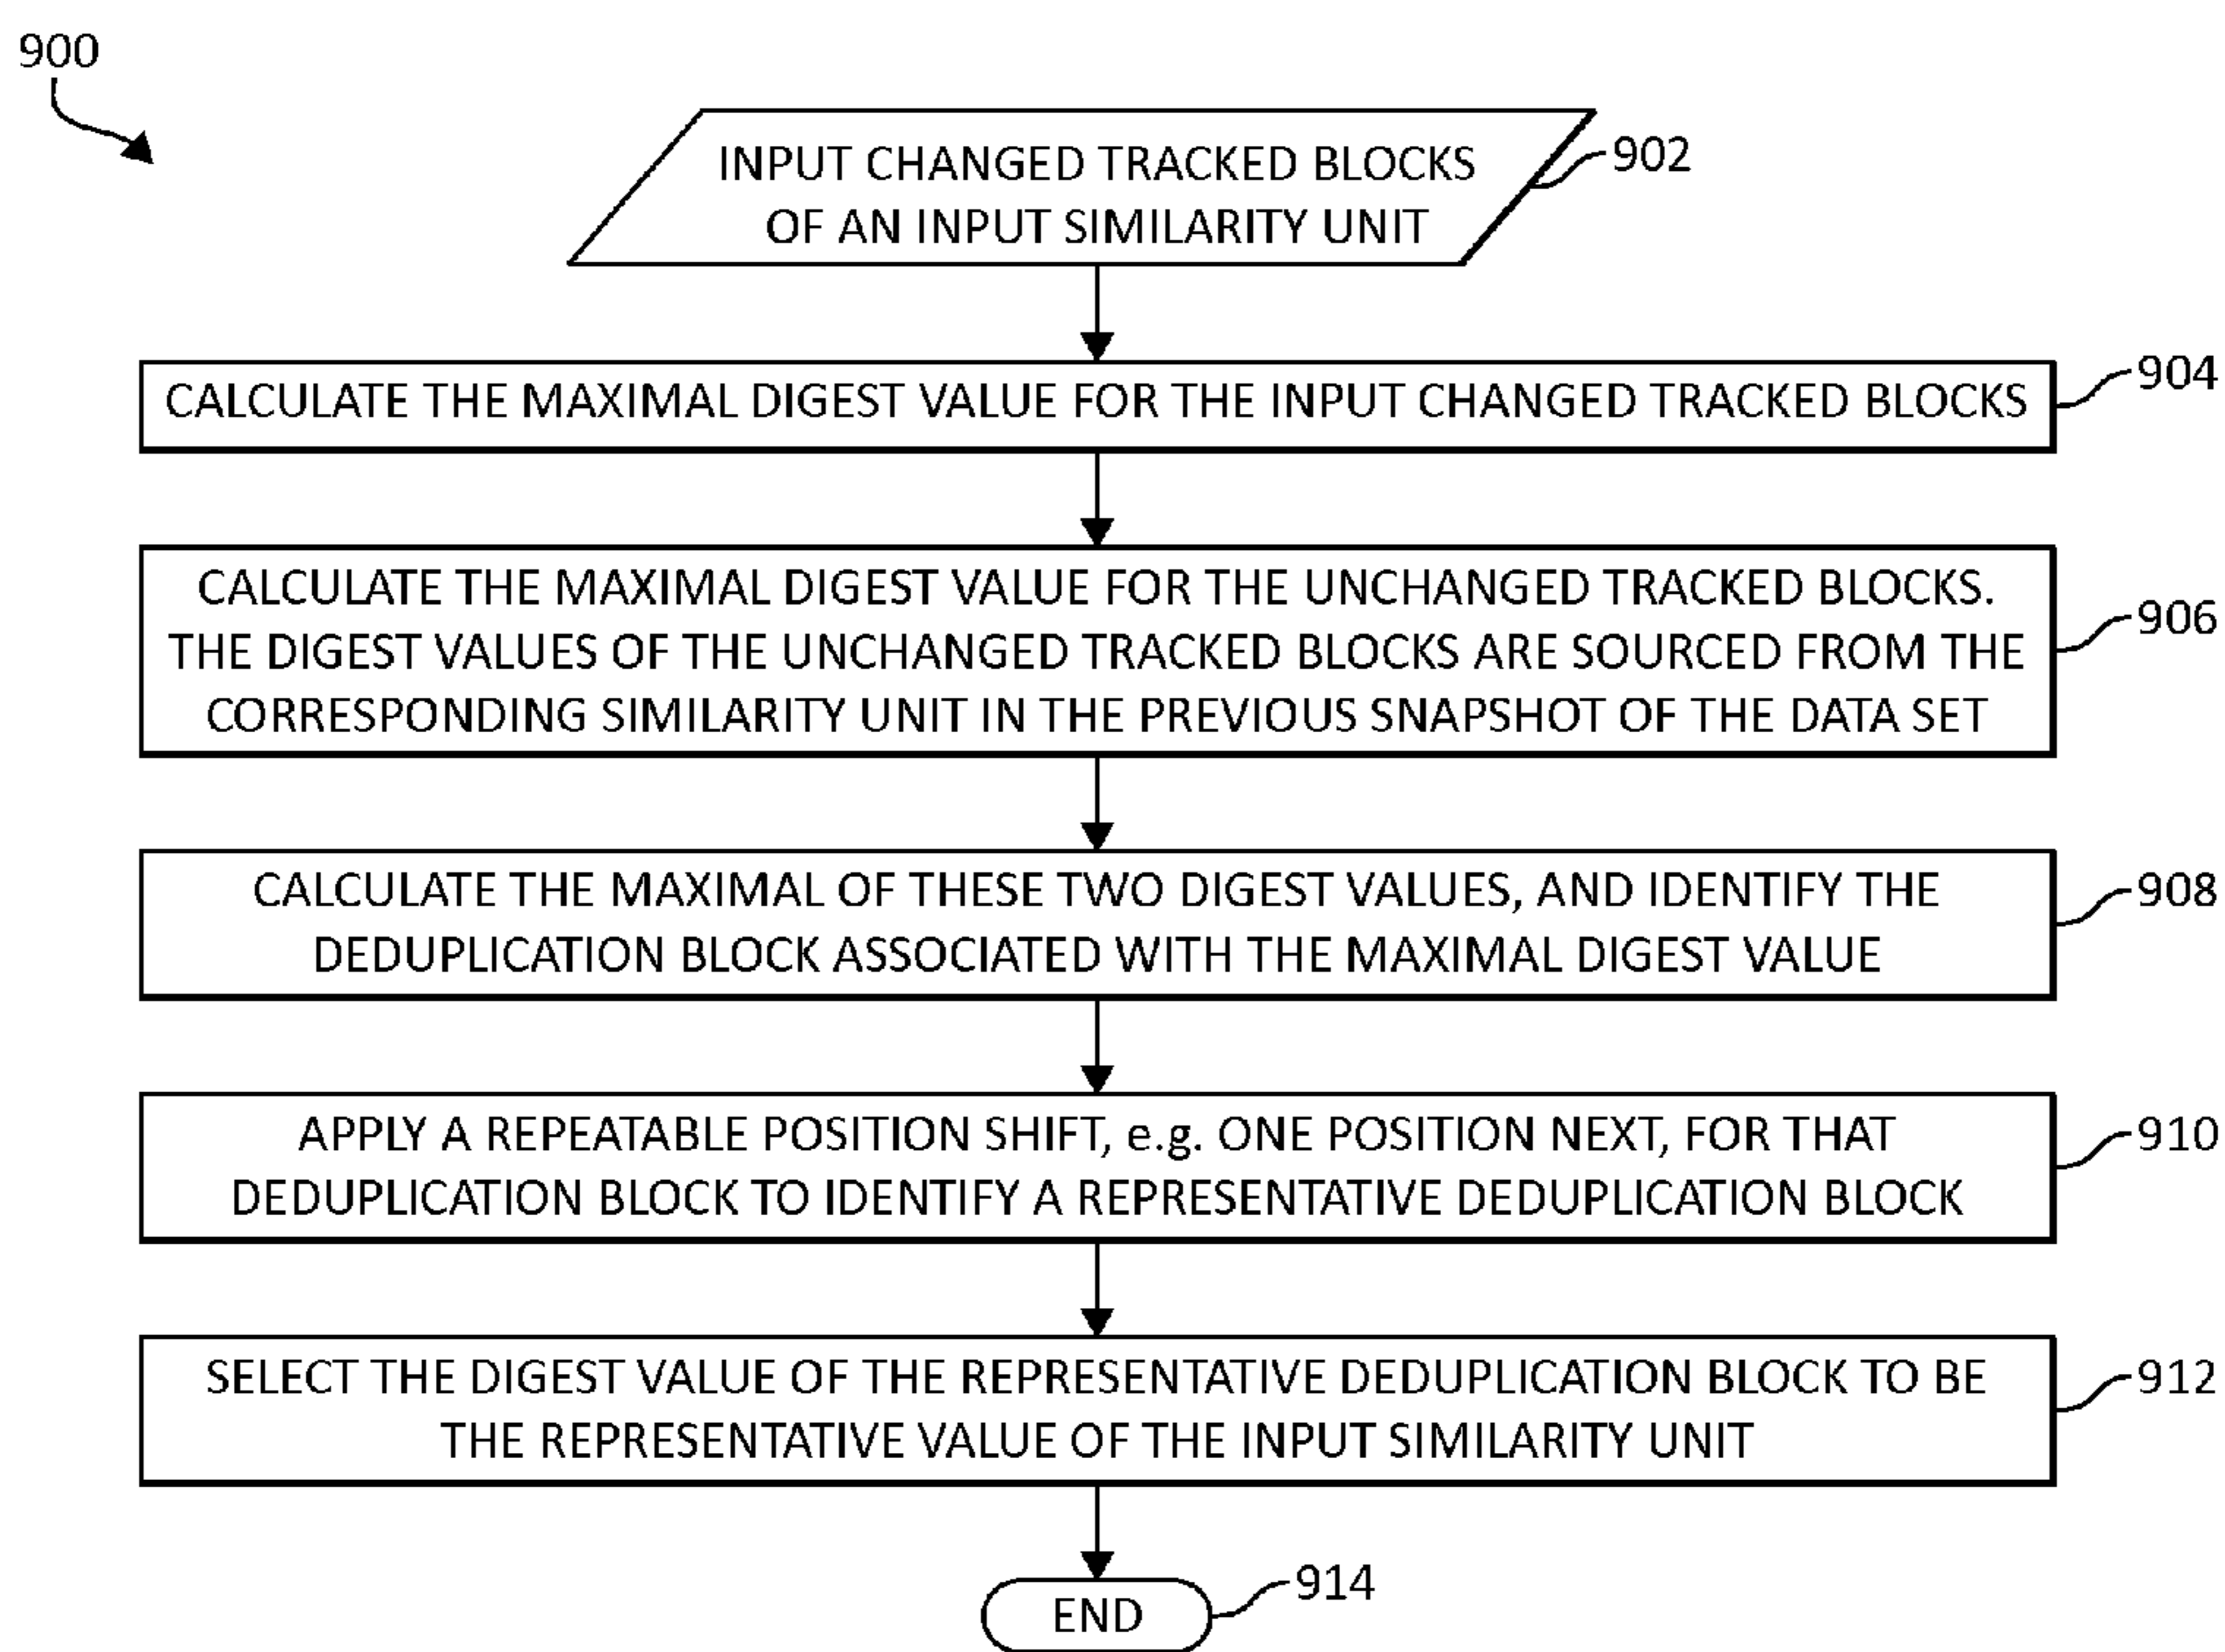 900
INPUT CHANGED TRACKED BLOCKS
OF AN INPUT SIMILARITY UNIT
902
CALCULATE THE MAXIMAL DIGEST VALUE FOR THE INPUT CHANGED TRACKED BLOCKS
904
CALCULATE THE MAXIMAL DIGEST VALUE FOR THE UNCHANGED TRACKED BLOCKS.
THE DIGEST VALUES OF THE UNCHANGED TRACKED BLOCKS ARE SOURCED FROM THE
CORRESPONDING SIMILARITY UNIT IN THE PREVIOUS SNAPSHOT OF THE DATA SET
906
CALCULATE THE MAXIMAL OF THESE TWO DIGEST VALUES, AND IDENTIFY THE
DEDUPLICATION BLOCK ASSOCIATED WITH THE MAXIMAL DIGEST VALUE
908
APPLY A REPEATABLE POSITION SHIFT, e.g. ONE POSITION NEXT, FOR THAT
DEDUPLICATION BLOCK TO IDENTIFY A REPRESENTATIVE DEDUPLICATION BLOCK
910
SELECT THE DIGEST VALUE OF THE REPRESENTATIVE DEDUPLICATION BLOCK TO BE
THE REPRESENTATIVE VALUE OF THE INPUT SIMILARITY UNIT
912
END
914